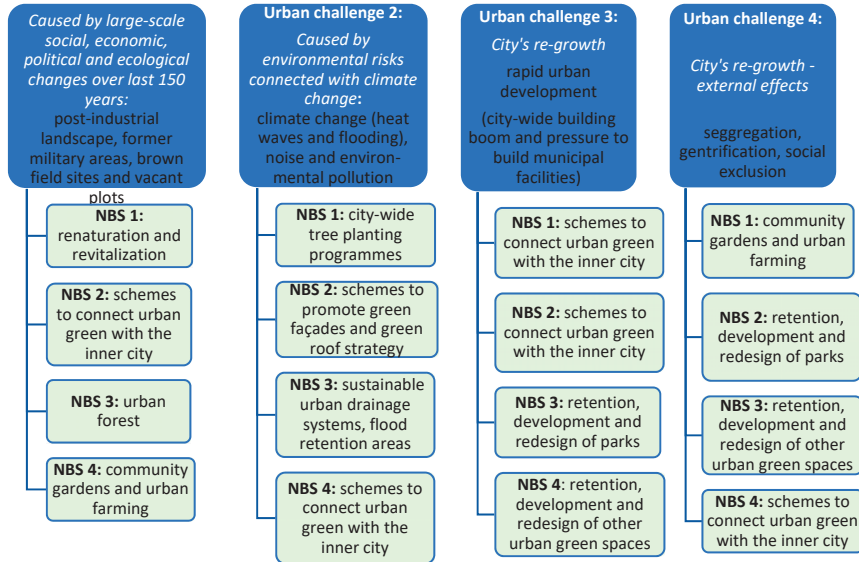 Caused by large-scale
social, economic,
political and ecological
changes over last 150
years:
post-industrial
landscape, former
military areas, brown
field sites and vacant
plots
NBS 1:
renaturation and
revitalization
NBS 2: schemes
to connect urban
green with the
inner city
NBS 3: urban
forest
NBS 4: community
gardens and urban
farming
Urban challenge 2:
Caused by
environmental risks
connected with climate
change:
climate change (heat
waves and flooding),
noise and environ-
mental pollution
NBS 1: city-wide
tree planting
programmes
NBS 2: schemes to
promote green
façades and green
roof strategy
NBS 3: sustainable
urban drainage
systems, flood
retention areas
NBS 4: schemes to
connect urban
green with the
inner city
Urban challenge 3:
City's re-growth
rapid urban
development
(city-wide building
boom and pressure to
build municipal
facilities)
NBS 1: schemes to
connect urban green
with the inner city
NBS 2: schemes to
connect urban green
with the inner city
NBS 3: retention,
development and
redesign of parks
NBS 4: retention,
development and
redesign of other
urban green spaces
Urban challenge 4:
City's re-growth -
external effects
seggregation,
gentrification, social
exclusion
NBS 1: community
gardens and urban
farming
NBS 2: retention,
development and
redesign of parks
NBS 3: retention,
development and
redesign of other
urban green spaces
NBS 4: schemes to
connect urban green
with the inner city